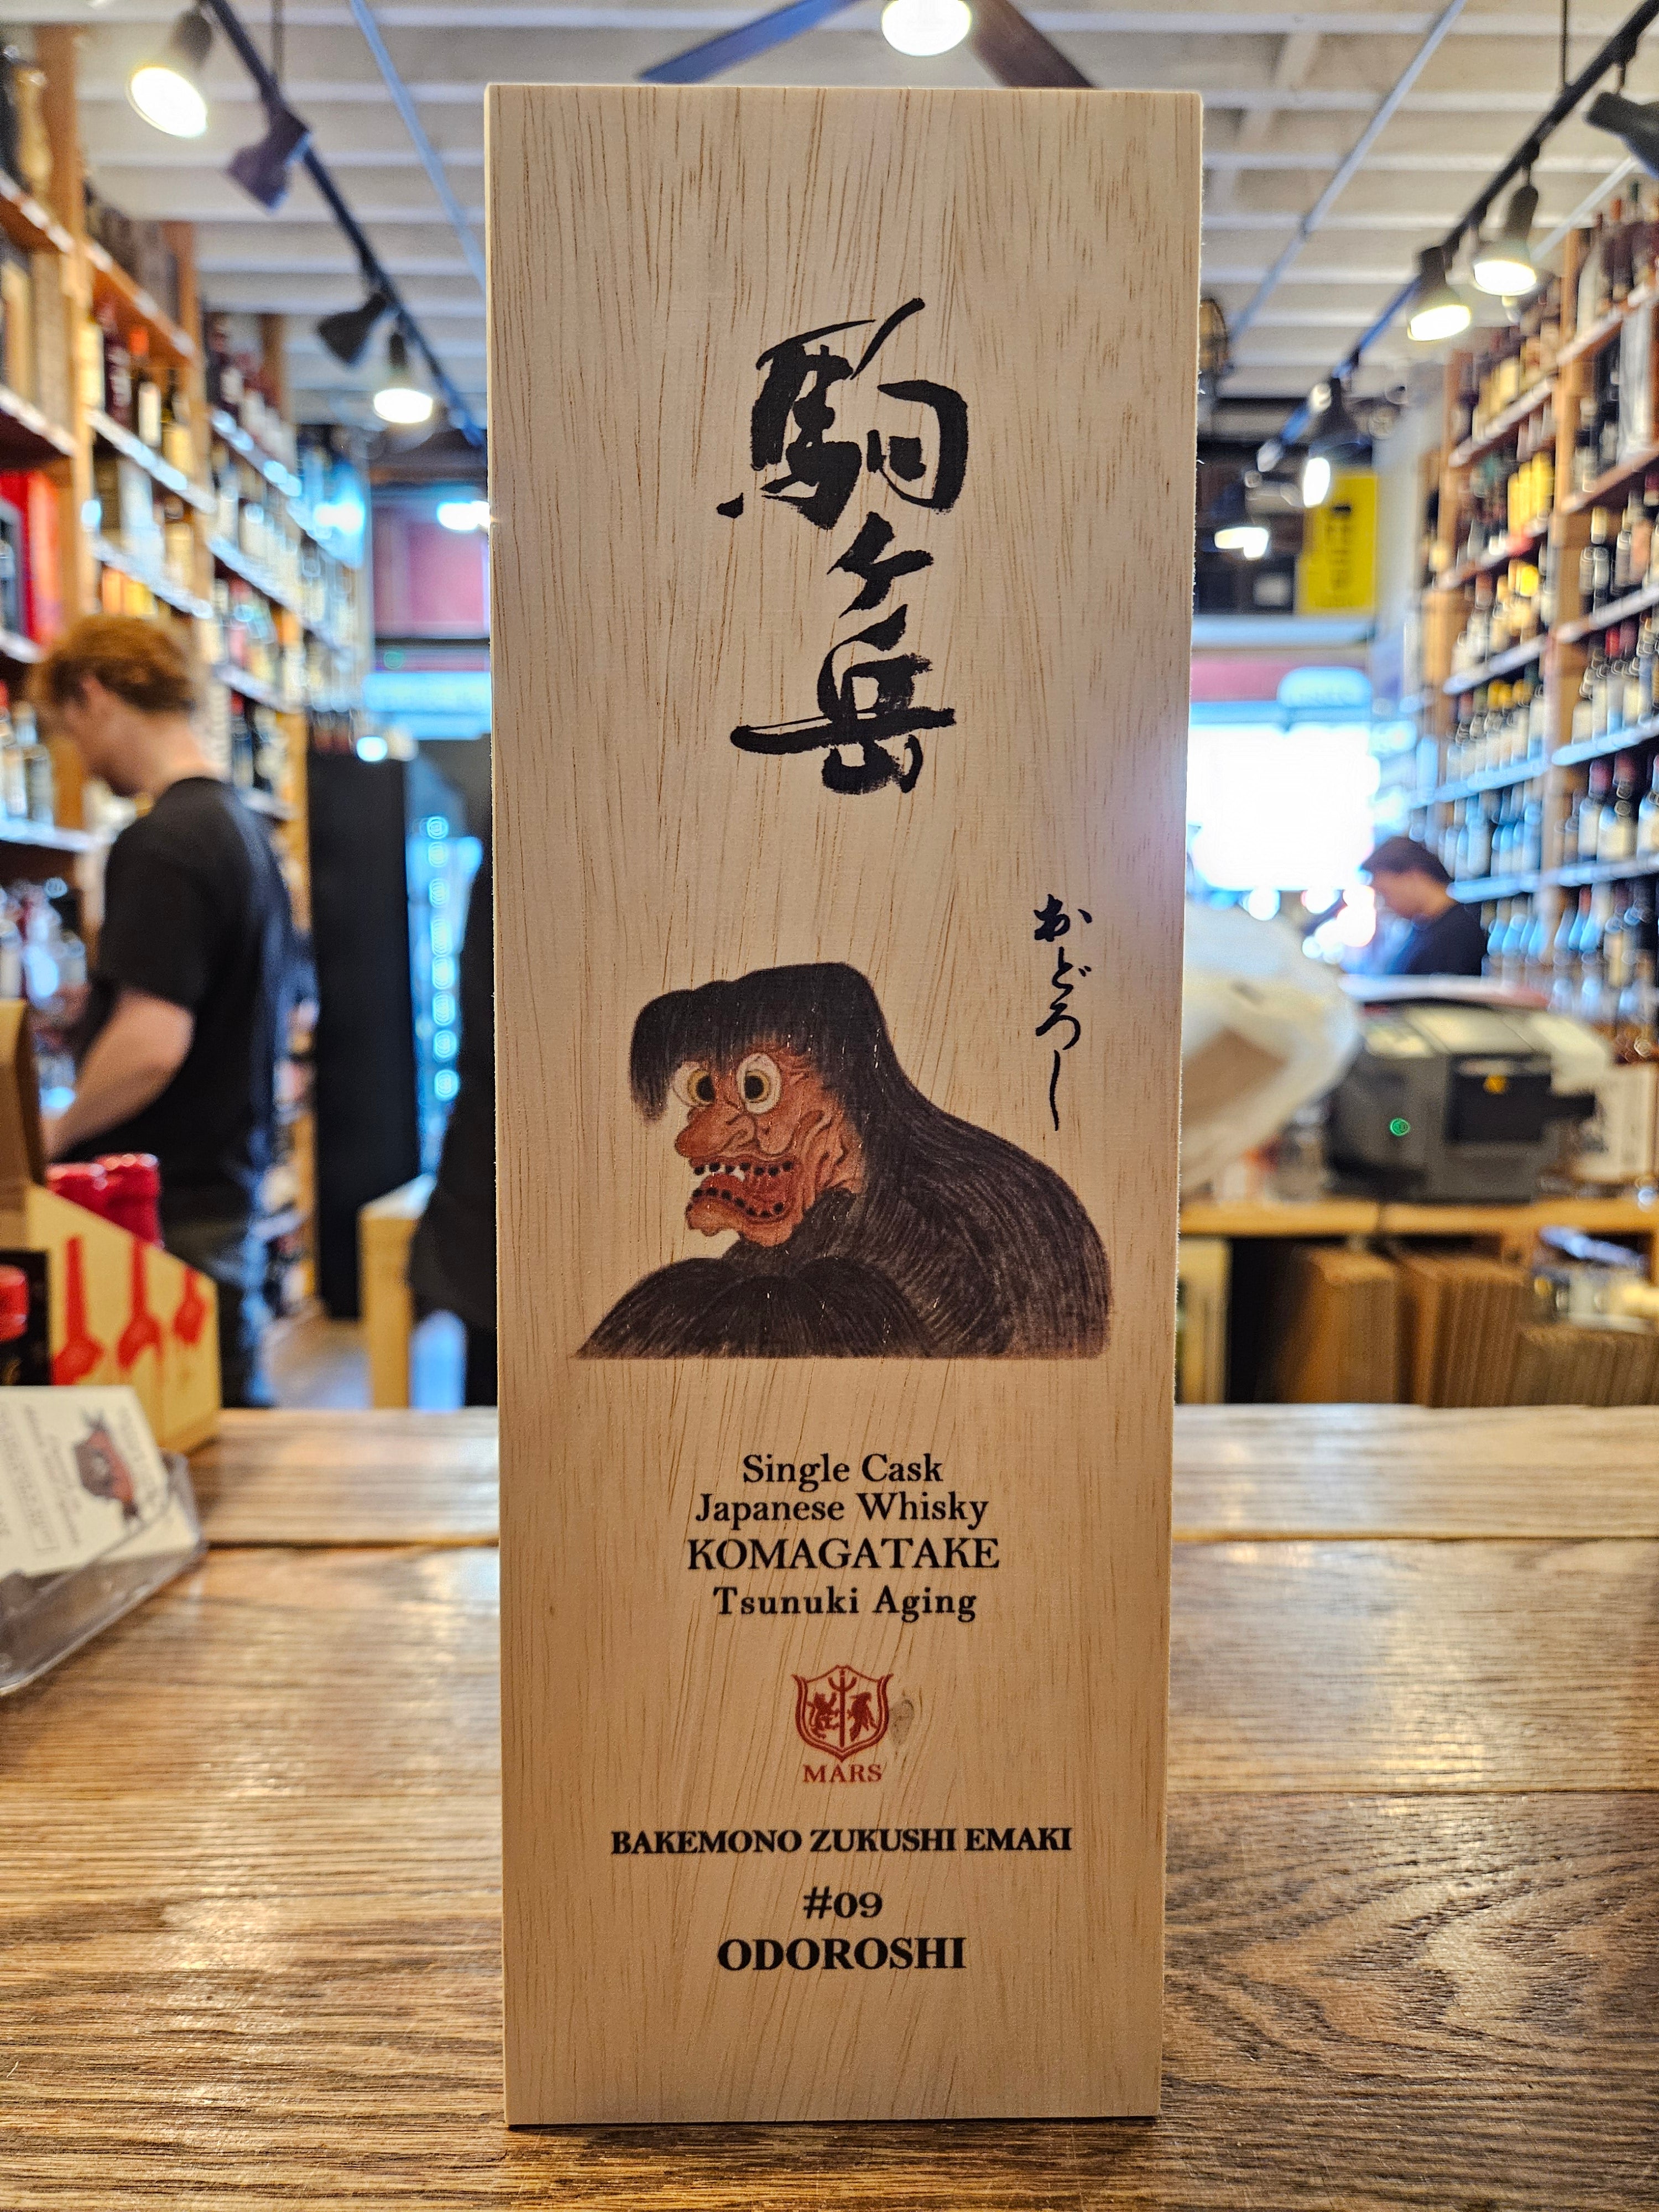 駒ヶ岳
おどろし
Single Cask
Japanese Whisky
KOMAGATAKE
Tsunuki Aging
MARS
BAKEMONO ZUKUSHI EMAKI
#09
ODOROSHI